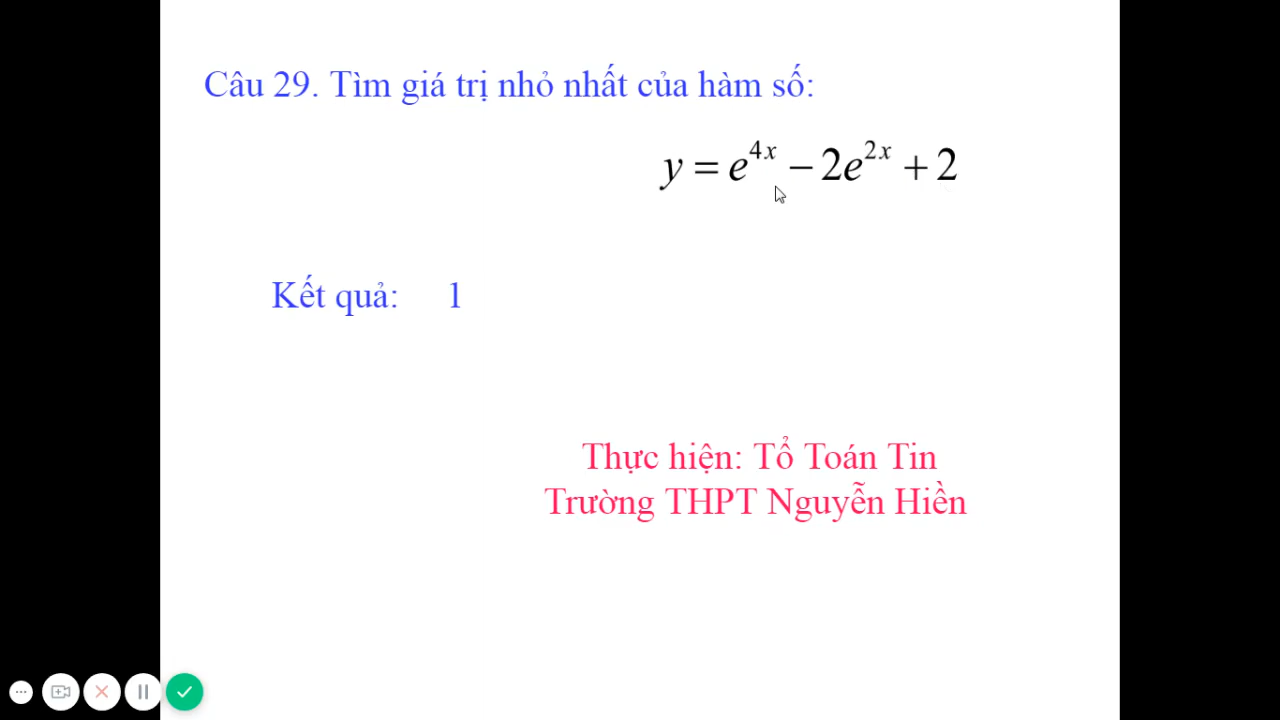 Câu 29. Tìm giá trị nhỏ nhất của hàm số:
y = e^{4x} − 2e^{2x} + 2
Kết quả: 1
Thực hiện: Tổ Toán Tin
Trường THPT Nguyễn Hiền